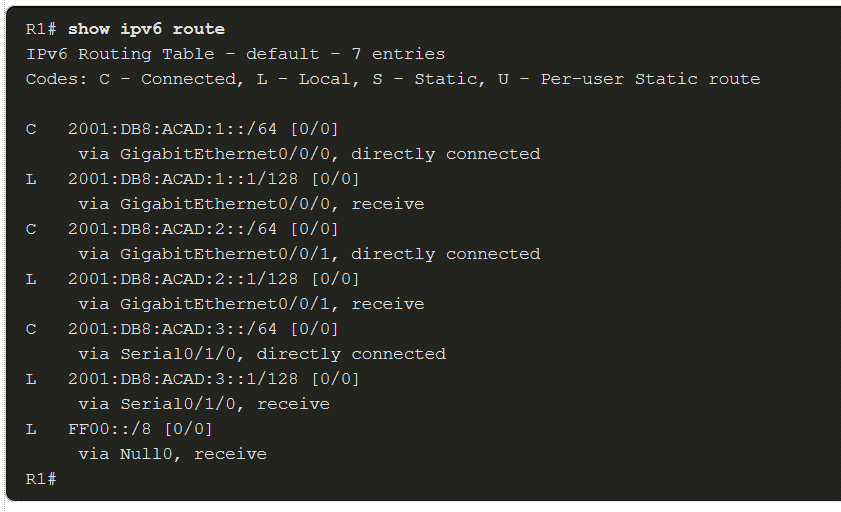 R1# show ipv6 route
IPv6 Routing Table - default - 7 entries
Codes: C - Connected, L - Local, S - Static, U - Per-user Static route
C 2001:DB8:ACAD:1::/64 [0/0]
via GigabitEthernet0/0/0, directly connected
L 2001:DB8:ACAD:1::1/128 [0/0]
via GigabitEthernet0/0/0, receive
C 2001:DB8:ACAD:2::/64 [0/0]
via GigabitEthernet0/0/1, directly connected
L 2001:DB8:ACAD:2::1/128 [0/0]
via GigabitEthernet0/0/1, receive
C 2001:DB8:ACAD:3::/64 [0/0]
via Serial0/1/0, directly connected
L 2001:DB8:ACAD:3::1/128 [0/0]
via Serial0/1/0, receive
L FF00::/8 [0/0]
via Null0, receive
R1#